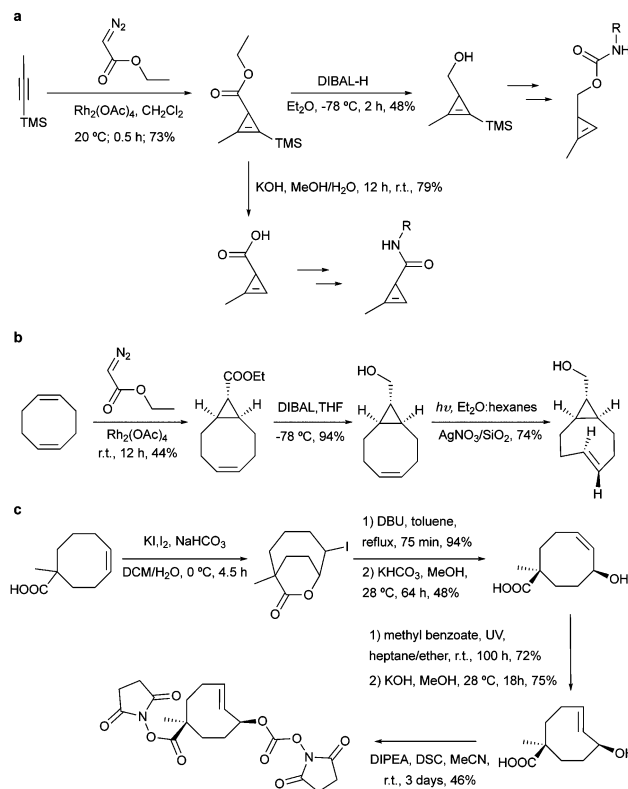 a
N2
O
O
Rh2(OAc)4, CH2Cl2
20 ºC; 0.5 h; 73%
TMS
O
O
TMS
DIBAL-H
Et2O, -78 ºC, 2 h, 48%
OH
TMS
R
O
NH
O
KOH, MeOH/H2O, 12 h, r.t., 79%
OH
O
R
HN
O
b
N2
O
O
Rh2(OAc)4
r.t., 12 h, 44%
COOEt
H
H
DIBAL,THF
-78 ºC, 94%
HO
H
H
hυ, Et2O:hexanes
AgNO3/SiO2, 74%
HO
H
H
H
H
c
HOOC
KI,I2, NaHCO3
DCM/H2O, 0 ºC, 4.5 h
I
O
O
1) DBU, toluene,
reflux, 75 min, 94%
2) KHCO3, MeOH,
28 ºC, 64 h, 48%
HOOC
OH
1) methyl benzoate, UV,
heptane/ether, r.t., 100 h, 72%
2) KOH, MeOH, 28 ºC, 18h, 75%
HOOC
OH
DIPEA, DSC, MeCN,
r.t., 3 days, 46%
O
N
O
O
O
O
O
O
O
N
O